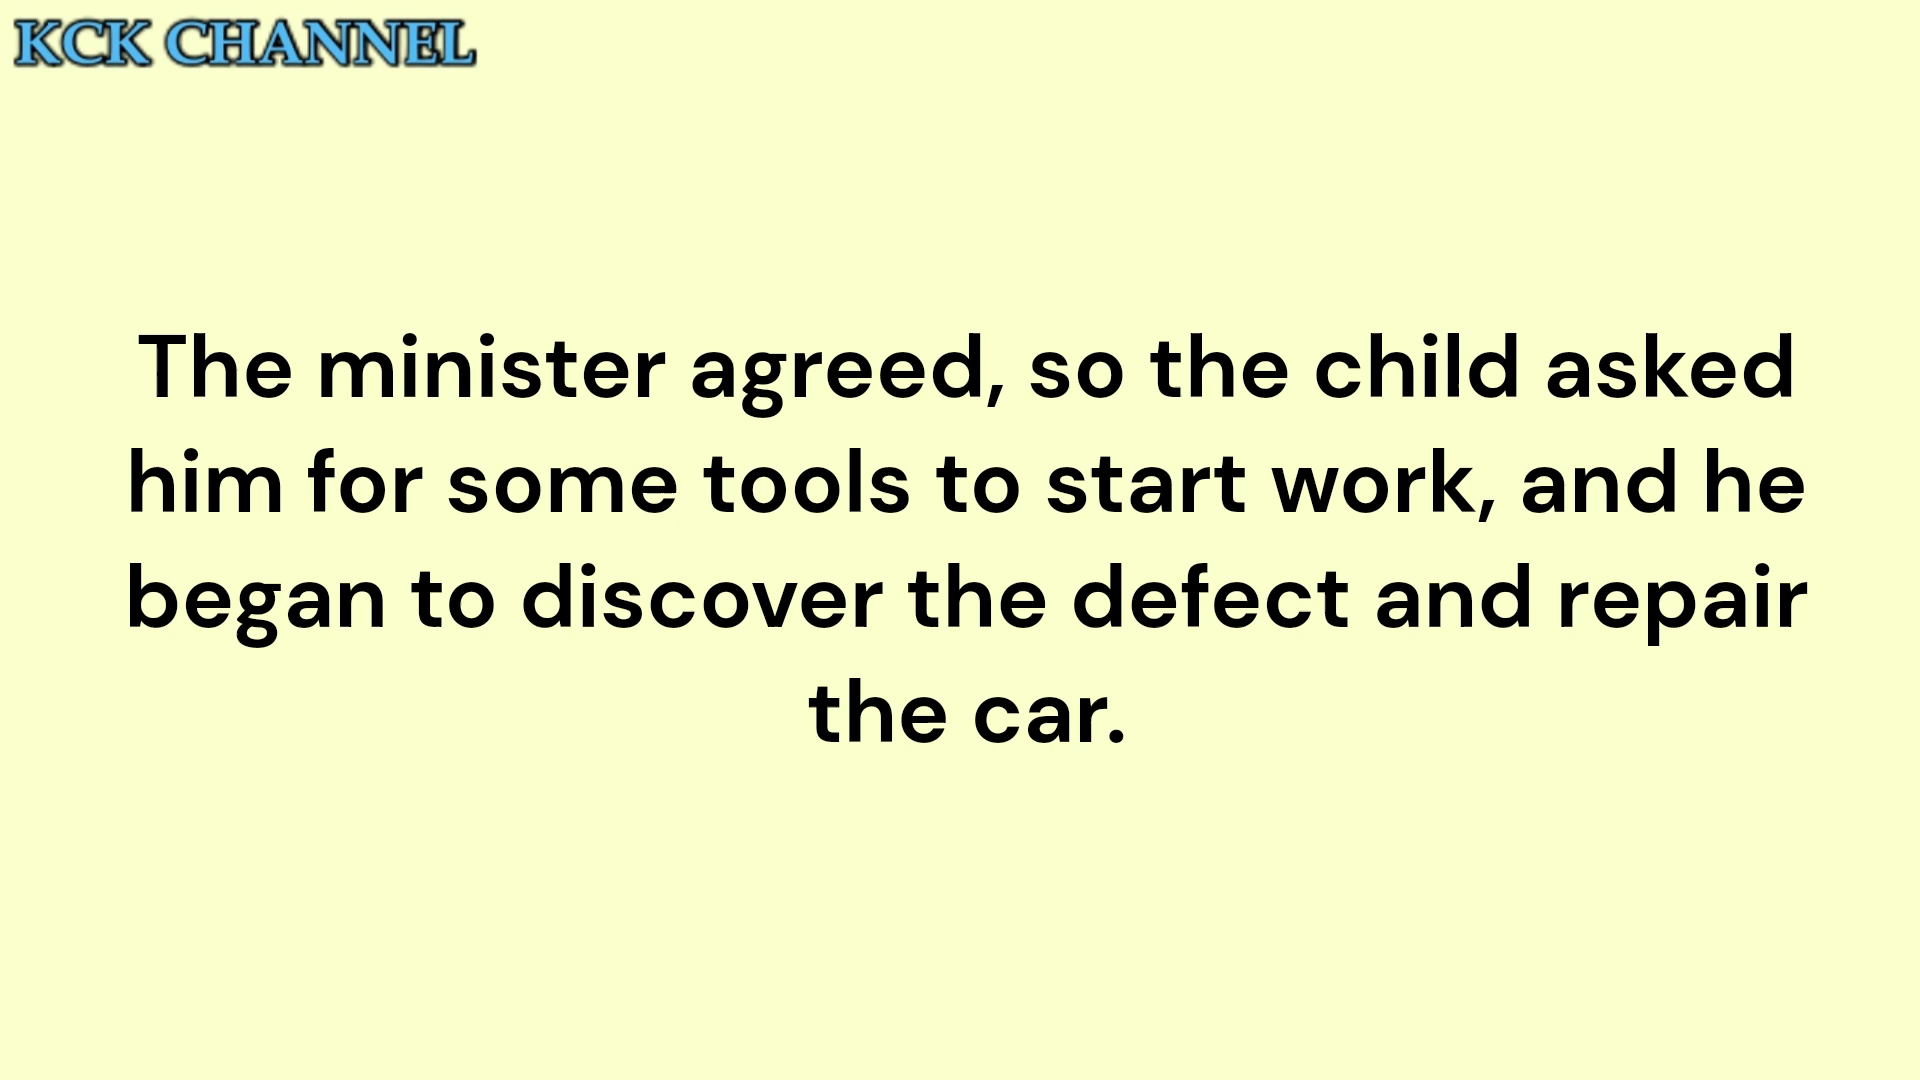 KCK CHANNEL
The minister agreed, so the child asked
him for some tools to start work, and he
began to discover the defect and repair
the car.